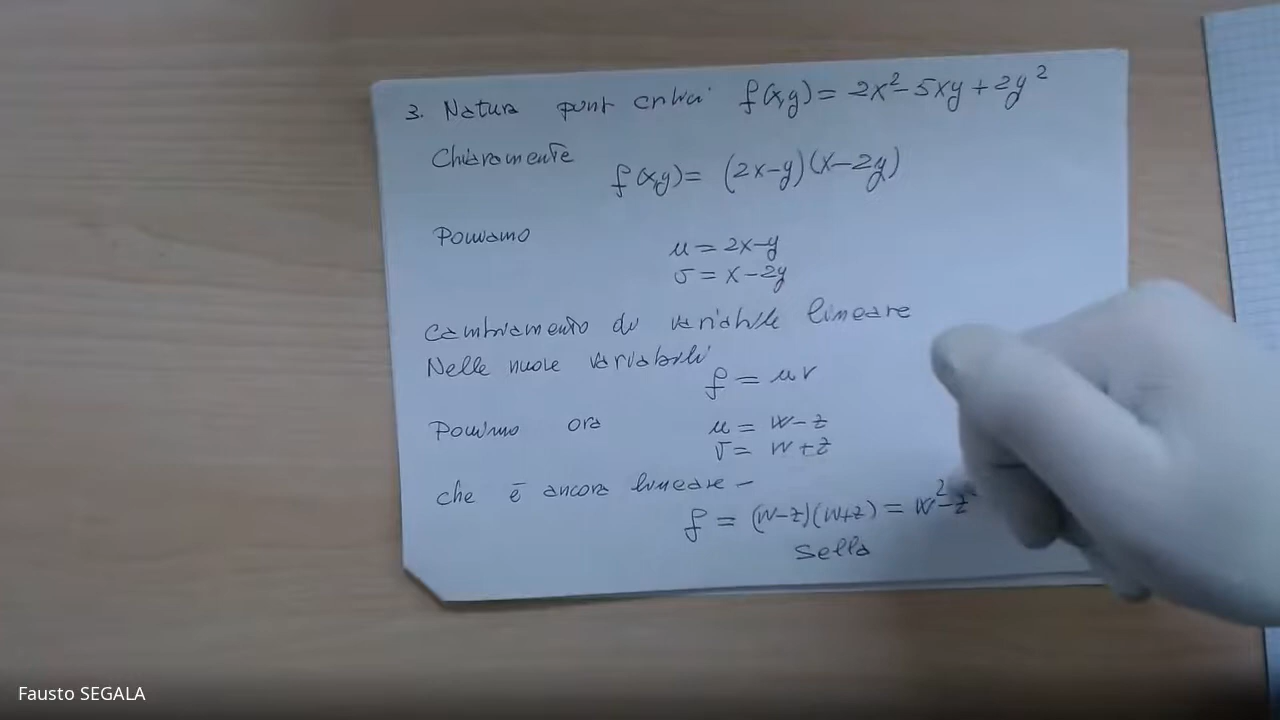 3. Natura punti critici f(x,y) = 2x² - 5xy + 2y²
Chiaramente
f(x,y) = (2x-y)(x-2y)
Poniamo
u = 2x-y
v = x-2y
Cambiamento di variabile lineare
Nelle nuove variabili
f = uv
Poniamo ora
u = w-z
v = w+z
che è ancora lineare -
f = (w-z)(w+z) = w²-z
Sella
Fausto SEGALA